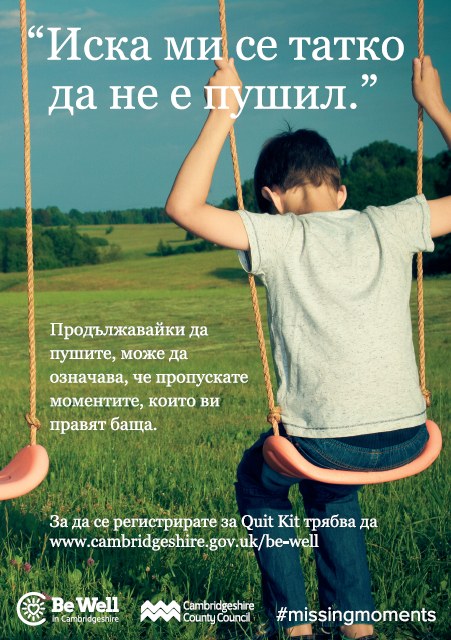 “Иска ми се татко
да не е пушил.”
Продължавайки да
пушите, може да
означава, че пропускате
моментите, които ви
правят баща.
За да се регистрирате за Quit Kit трябва да
www.cambridgeshire.gov.uk/be-well
Be Well
in Cambridgeshire
Cambridgeshire
County Council
#missingmoments